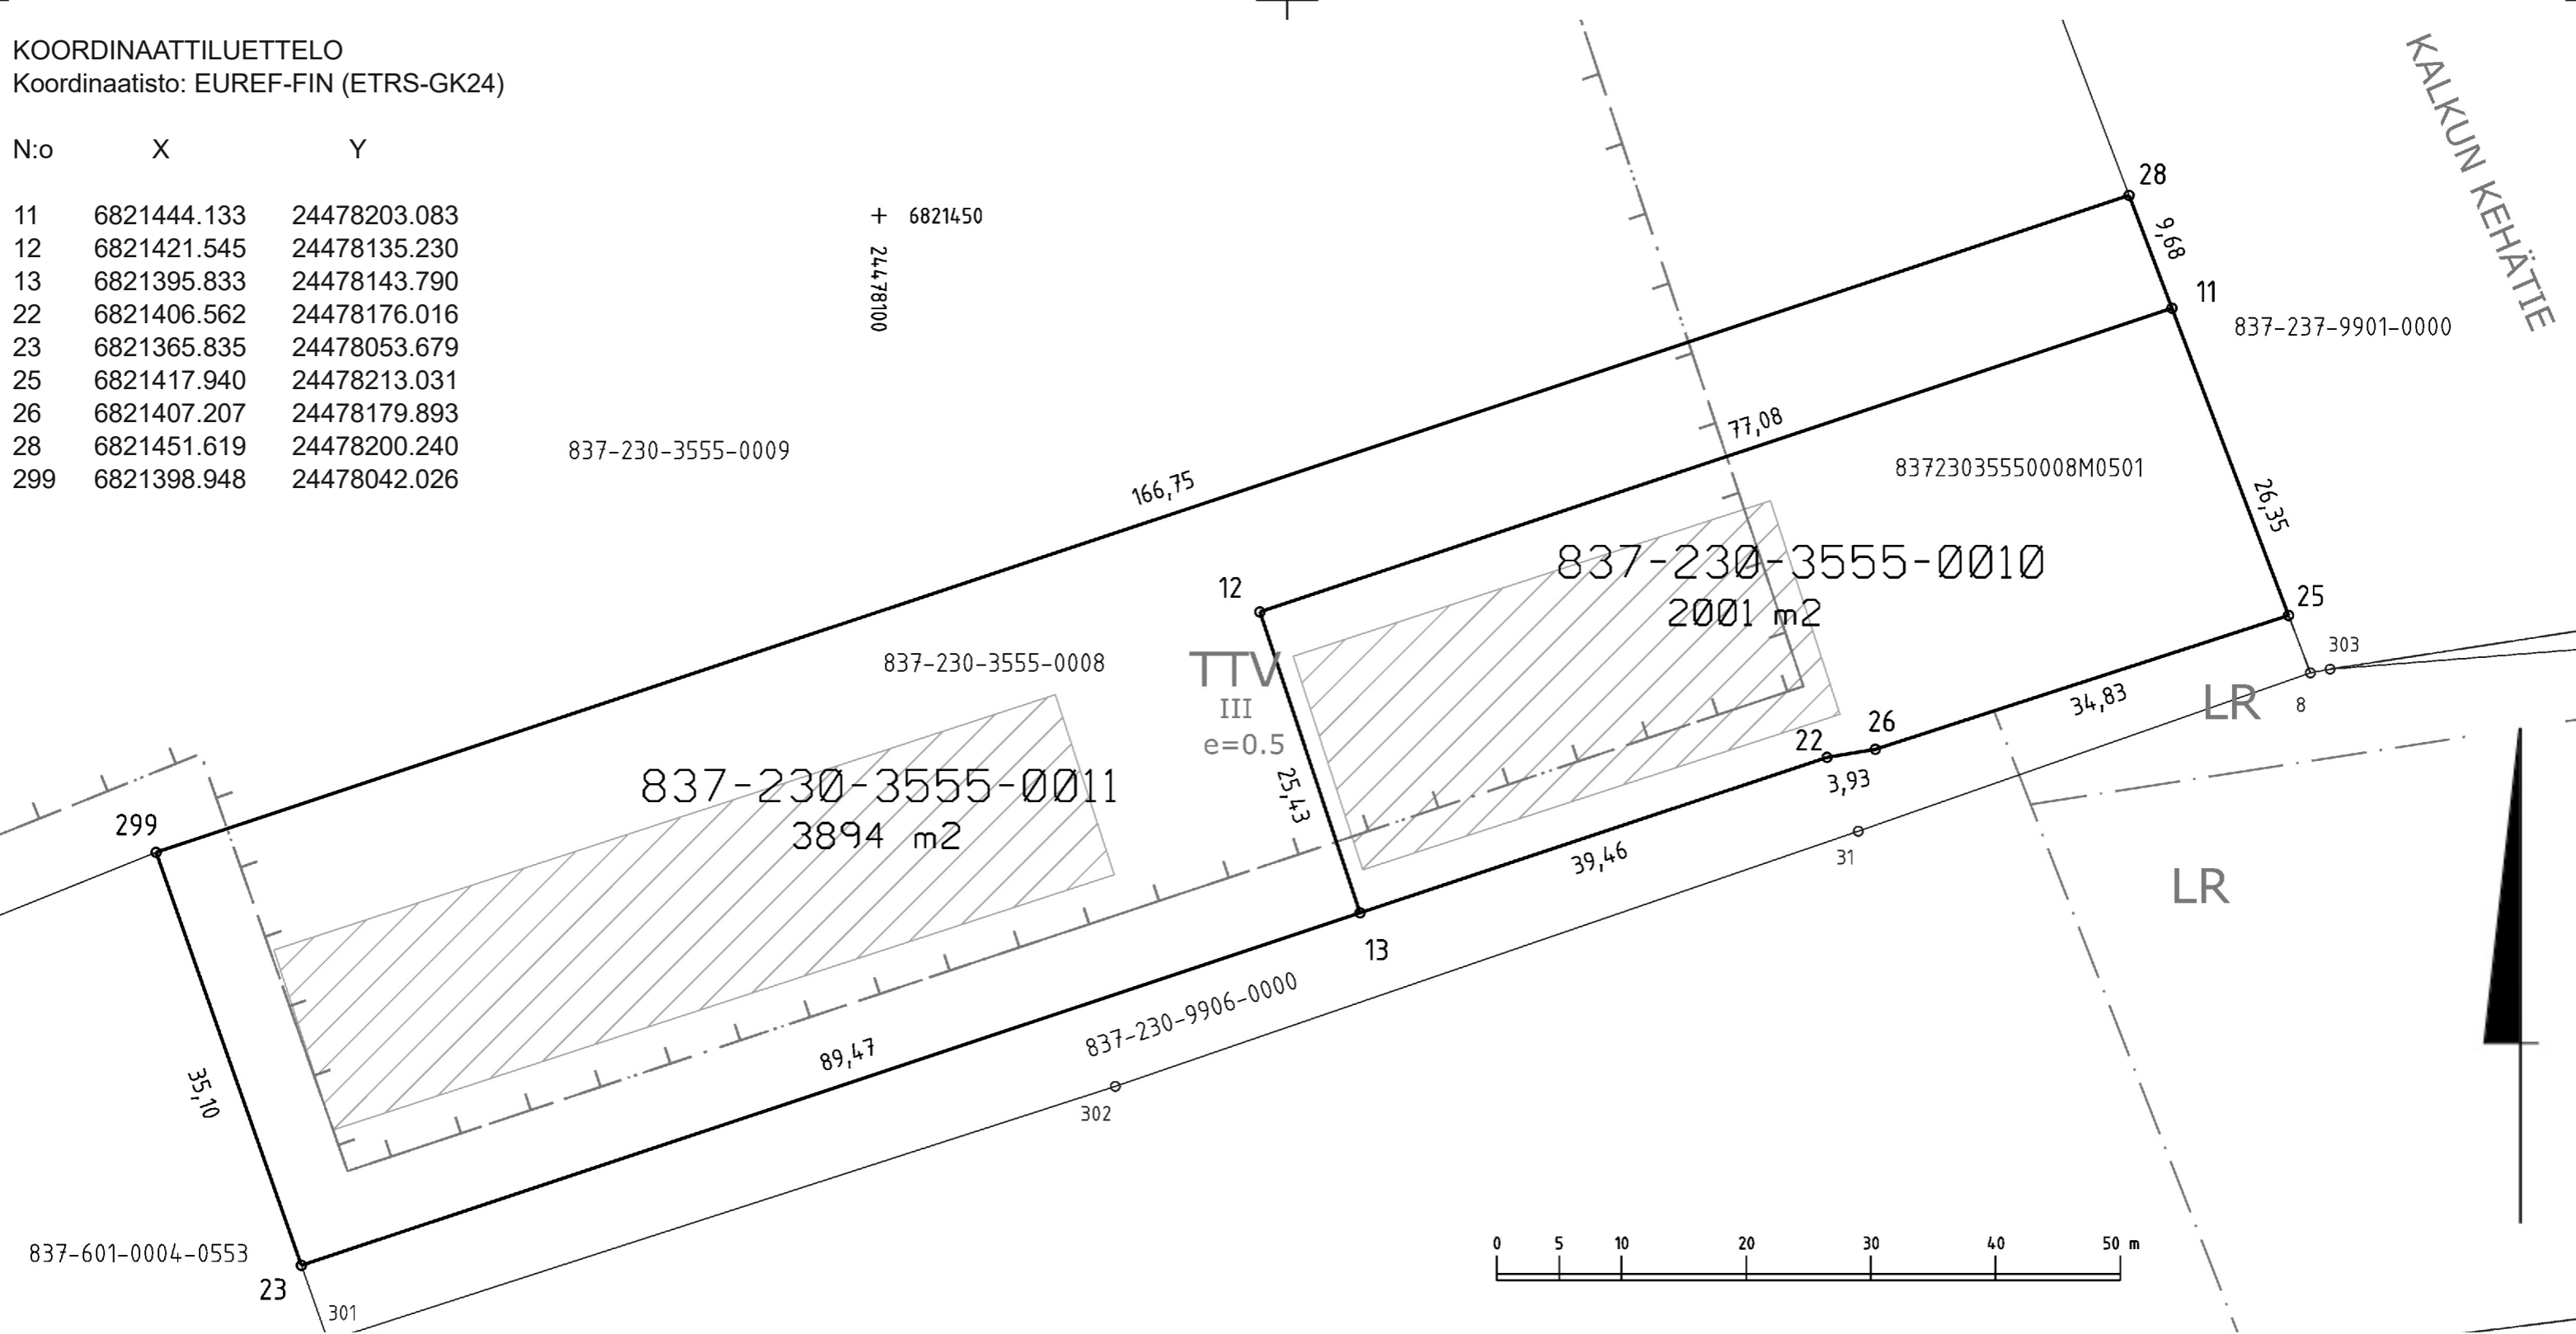 KOORDINAATTILUETTELO
Koordinaatisto: EUREF-FIN (ETRS-GK24)
N:o X Y
11 6821444.133 24478203.083
12 6821421.545 24478135.230
13 6821395.833 24478143.790
22 6821406.562 24478176.016
23 6821365.835 24478053.679
25 6821417.940 24478213.031
26 6821407.207 24478179.893
28 6821451.619 24478200.240
299 6821398.948 24478042.026
6821450
24478100
KALKUN KEHÄTIE
28
9,68
11
837-237-9901-0000
77,08
837-230-3555-0009
166,75
83723035550008M0501
26,35
837-230-3555-0010
2001 m2
12
25
303
837-230-3555-0008
TTV
III
e=0.5
LR
8
34,83
26
22
3,93
25,43
837-230-3555-0011
3894 m2
299
39,46
31
LR
13
837-230-9906-0000
89,47
35,10
302
837-601-0004-0553
23
301
0 5 10 20 30 40 50 m